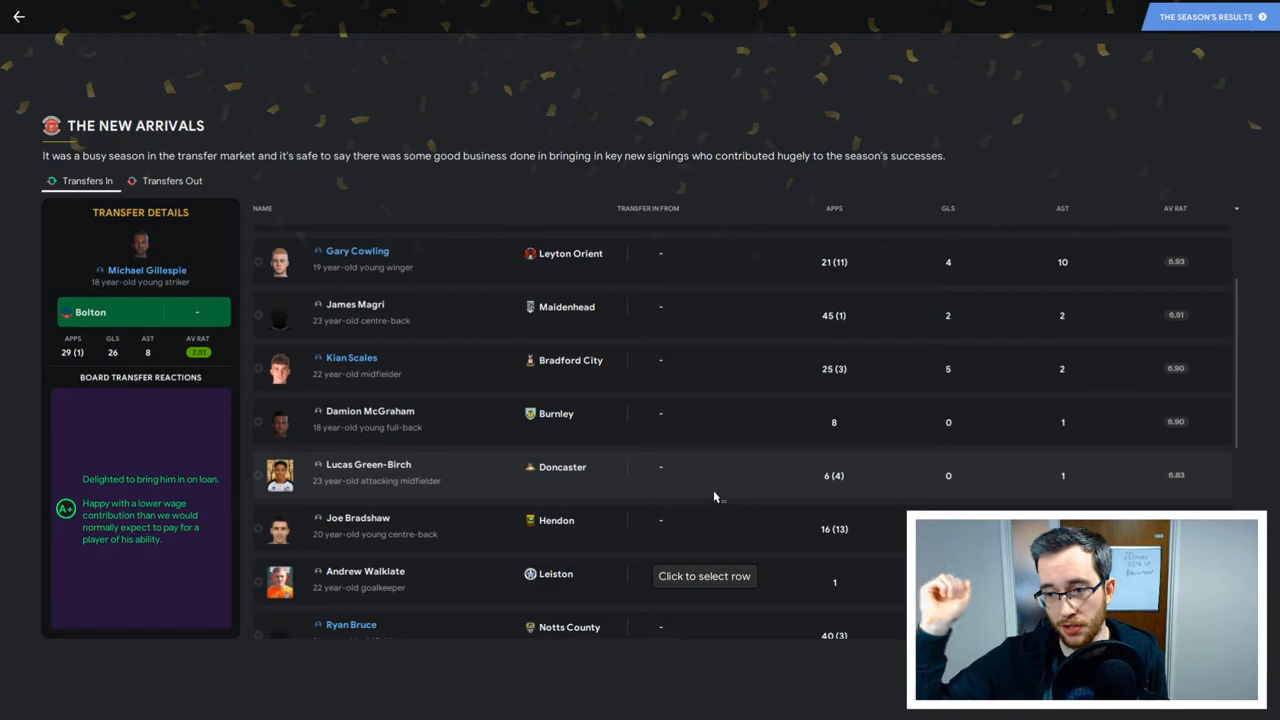 THE SEASON'S RESULTS
THE NEW ARRIVALS
It was a busy season in the transfer market and it's safe to say there was some good business done in bringing in key new signings who contributed hugely to the season's successes.
Transfers In Transfers Out
TRANSFER DETAILS
Michael Gillespie
18 year-old young striker
Bolton -
APPS GLS AST AV RAT
29 (1) 26 8 7.51
BOARD TRANSFER REACTIONS
A+
Delighted to bring him in on loan.
Happy with a lower wage
contribution than we would
normally expect to pay for a
player of his ability.
NAME TRANSFER IN FROM APPS GLS AST AV RAT
Gary Cowling Leyton Orient - 21 (11) 4 10 6.93
19 year-old young winger
James Magri Maidenhead - 45 (1) 2 2 6.91
23 year-old centre-back
Kian Scales Bradford City - 25 (3) 5 2 6.90
22 year-old midfielder
Damion McGraham Burnley - 8 0 1 6.90
18 year-old young full-back
Lucas Green-Birch Doncaster - 6 (4) 0 1 6.83
23 year-old attacking midfielder
Joe Bradshaw Hendon 16 (13)
20 year-old young centre-back
Andrew Walklate Leiston 1
22 year-old goalkeeper
Click to select row
Ryan Bruce Notts County - 40 (3)